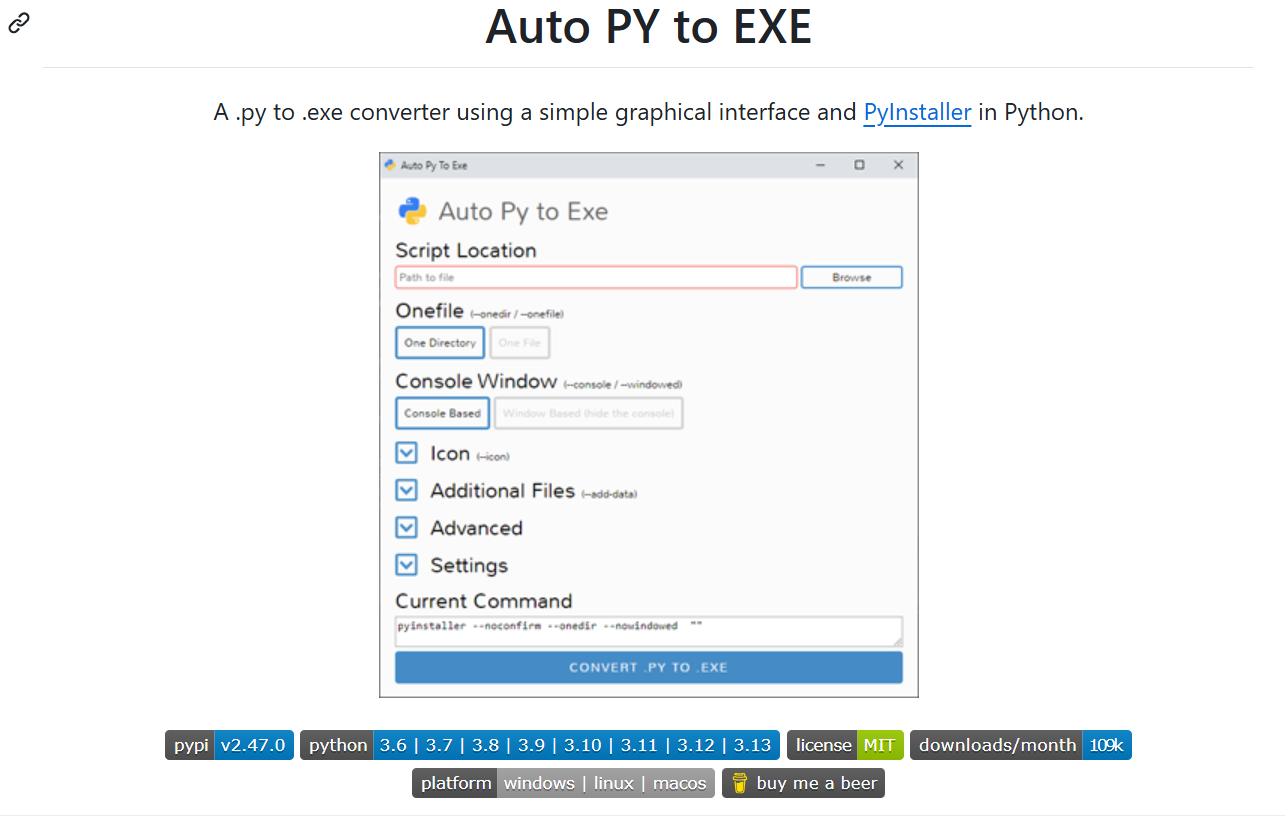 Auto PY to EXE
A .py to .exe converter using a simple graphical interface and PyInstaller in Python.
Auto Py To Exe
Auto Py to Exe
Script Location
Path to file Browse
Onefile (--onedir / --onefile)
One Directory One File
Console Window (--console / --windowed)
Console Based Window Based (hide the console)
Icon (--icon)
Additional Files (--add-data)
Advanced
Settings
Current Command
pyinstaller --noconfirm --onedir --nowindowed ""
CONVERT .PY TO .EXE
pypi v2.47.0 python 3.6 | 3.7 | 3.8 | 3.9 | 3.10 | 3.11 | 3.12 | 3.13 license MIT downloads/month 109k
platform windows | linux | macos buy me a beer